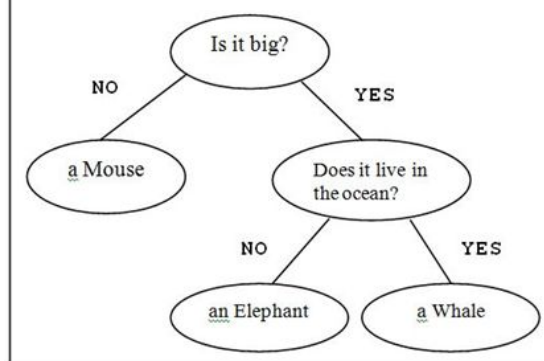 Is it big?
NO
YES
a Mouse
Does it live in
the ocean?
NO
YES
an Elephant
a Whale